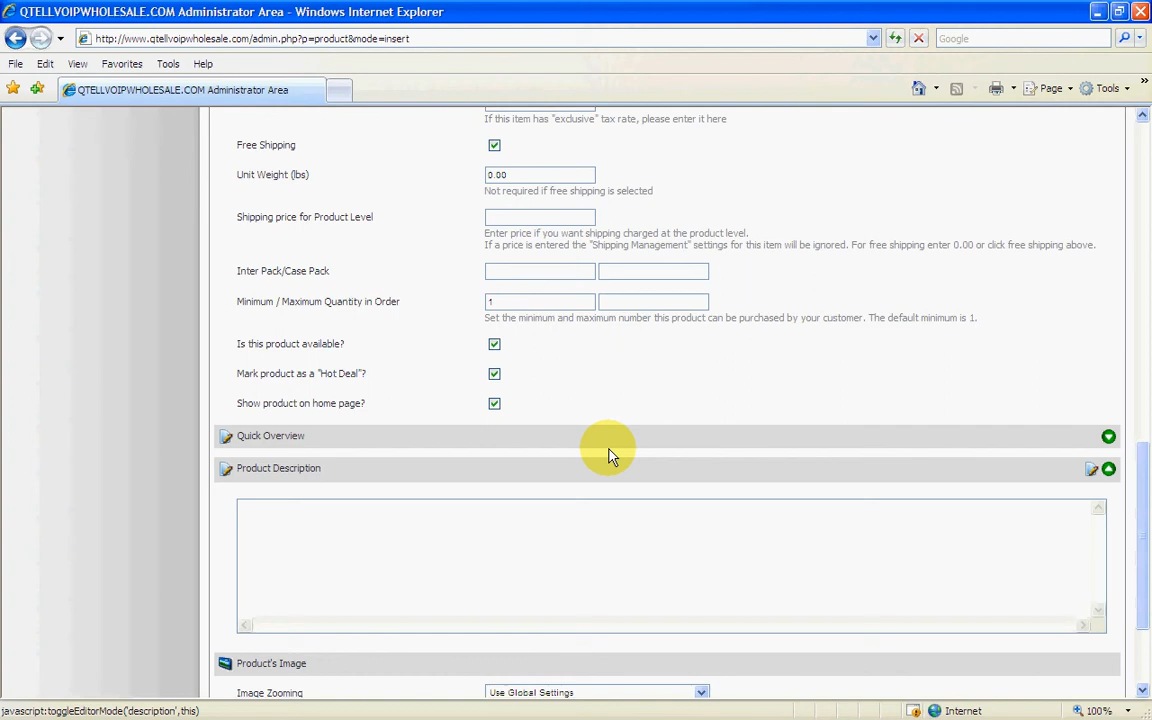 QTELLVOIPWHOLESALE.COM Administrator Area - Windows Internet Explorer
http://www.qtellvoipwholesale.com/admin.php?p=product&mode=insert
Google
File Edit View Favorites Tools Help
QTELLVOIPWHOLESALE.COM Administrator Area
Page Tools
If this item has "exclusive" tax rate, please enter it here
Free Shipping
Unit Weight (lbs) 0.00
Not required if free shipping is selected
Shipping price for Product Level
Enter price if you want shipping charged at the product level.
If a price is entered the "Shipping Management" settings for this item will be ignored. For free shipping enter 0.00 or click free shipping above.
Inter Pack/Case Pack
Minimum / Maximum Quantity in Order 1
Set the minimum and maximum number this product can be purchased by your customer. The default minimum is 1.
Is this product available?
Mark product as a "Hot Deal"?
Show product on home page?
Quick Overview
Product Description
Product's Image
Image Zooming Use Global Settings
javascript:toggleEditorMode('description',this) Internet 100%